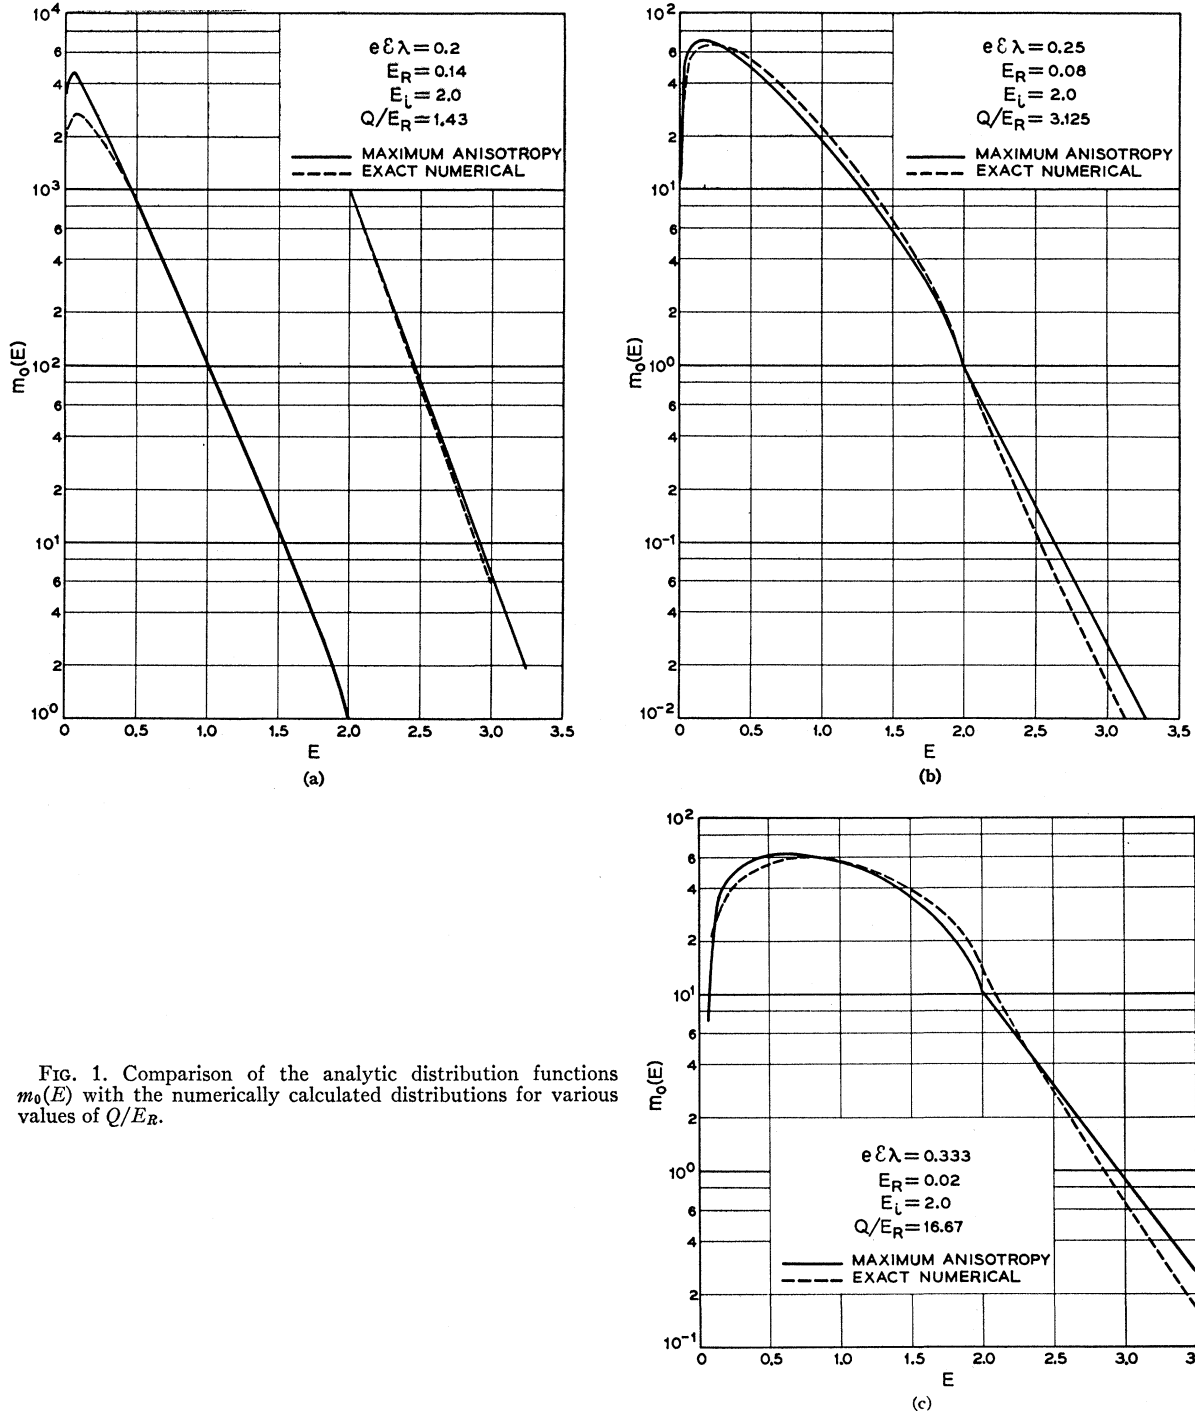 10⁴
6
4
2
10³
6
4
2
10²
6
4
2
10¹
6
4
2
10⁰
m₀(E)
eℰλ=0.2
E_R=0.14
E_i=2.0
Q/E_R=1.43
MAXIMUM ANISOTROPY
EXACT NUMERICAL
0 0.5 1.0 1.5 2.0 2.5 3.0 3.5
E
(a)
10²
6
4
2
10¹
6
4
2
10⁰
6
4
2
10⁻¹
6
4
2
10⁻²
m₀(E)
eℰλ=0.25
E_R=0.08
E_i=2.0
Q/E_R=3.125
MAXIMUM ANISOTROPY
EXACT NUMERICAL
0 0.5 1.0 1.5 2.0 2.5 3.0 3.5
E
(b)
10²
6
4
2
10¹
6
4
2
10⁰
6
4
2
10⁻¹
m₀(E)
eℰλ=0.333
E_R=0.02
E_i=2.0
Q/E_R=16.67
MAXIMUM ANISOTROPY
EXACT NUMERICAL
0 0.5 1.0 1.5 2.0 2.5 3.0
E
(c)
FIG. 1. Comparison of the analytic distribution functions
m₀(E) with the numerically calculated distributions for various
values of Q/E_R.